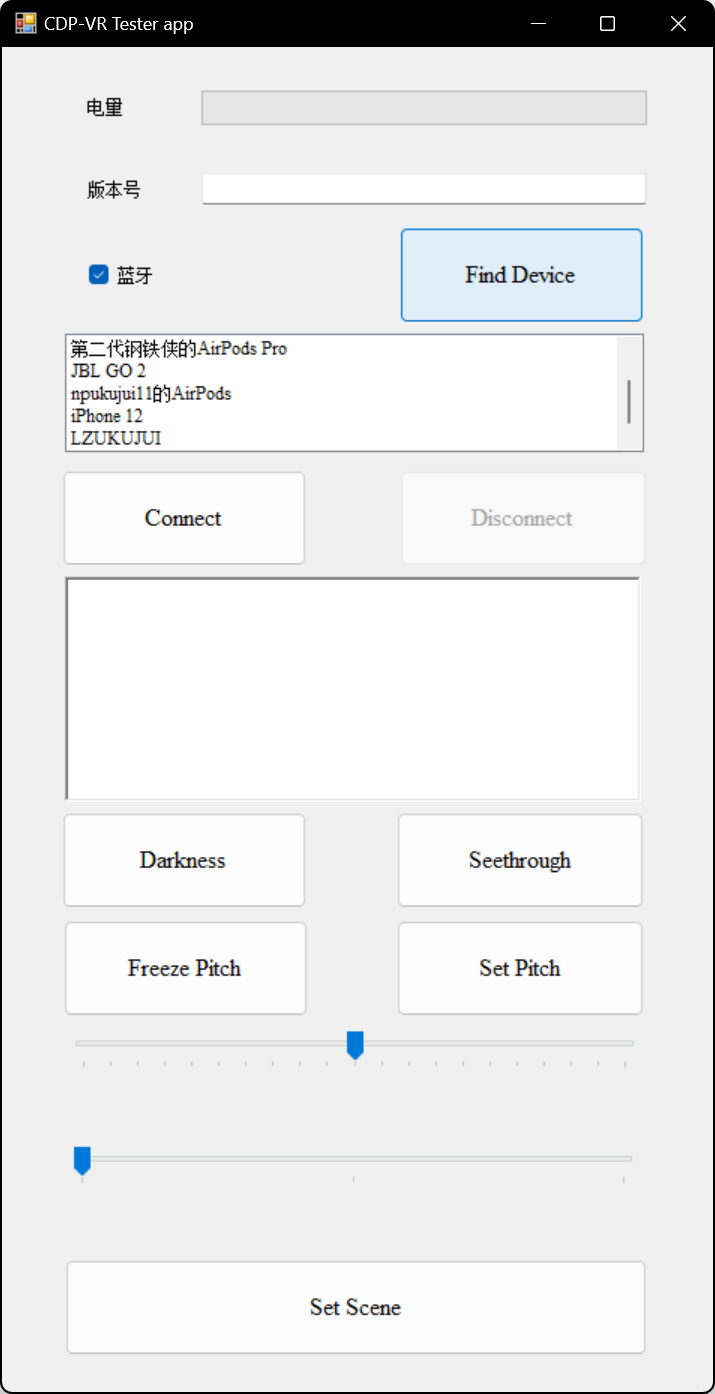 CDP-VR Tester app
电量
版本号
蓝牙
Find Device
第二代钢铁侠的AirPods Pro
JBL GO 2
npukujui11的AirPods
iPhone 12
LZUKUJUI
Connect
Disconnect
Darkness
Seethrough
Freeze Pitch
Set Pitch
Set Scene